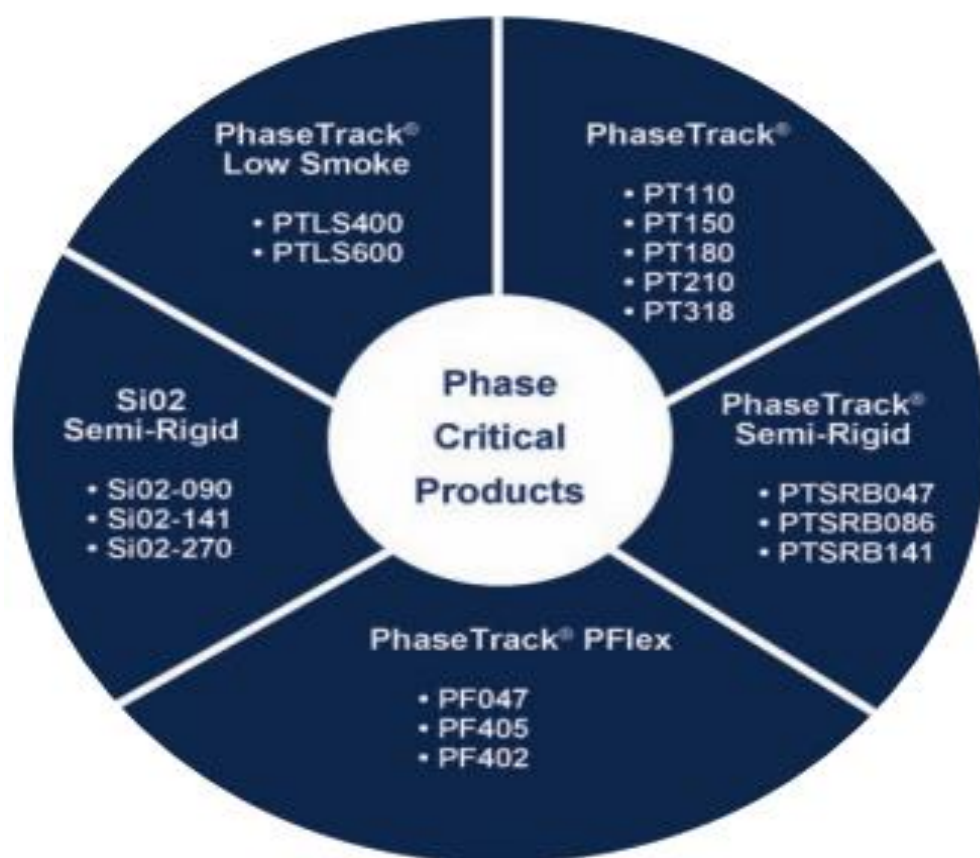 PhaseTrack®
Low Smoke
• PTLS400
• PTLS600
PhaseTrack®
• PT110
• PT150
• PT180
• PT210
• PT318
Phase
Critical
Products
Si02
Semi-Rigid
• Si02-090
• Si02-141
• Si02-270
PhaseTrack®
Semi-Rigid
• PTSRB047
• PTSRB086
• PTSRB141
PhaseTrack® PFlex
• PF047
• PF405
• PF402